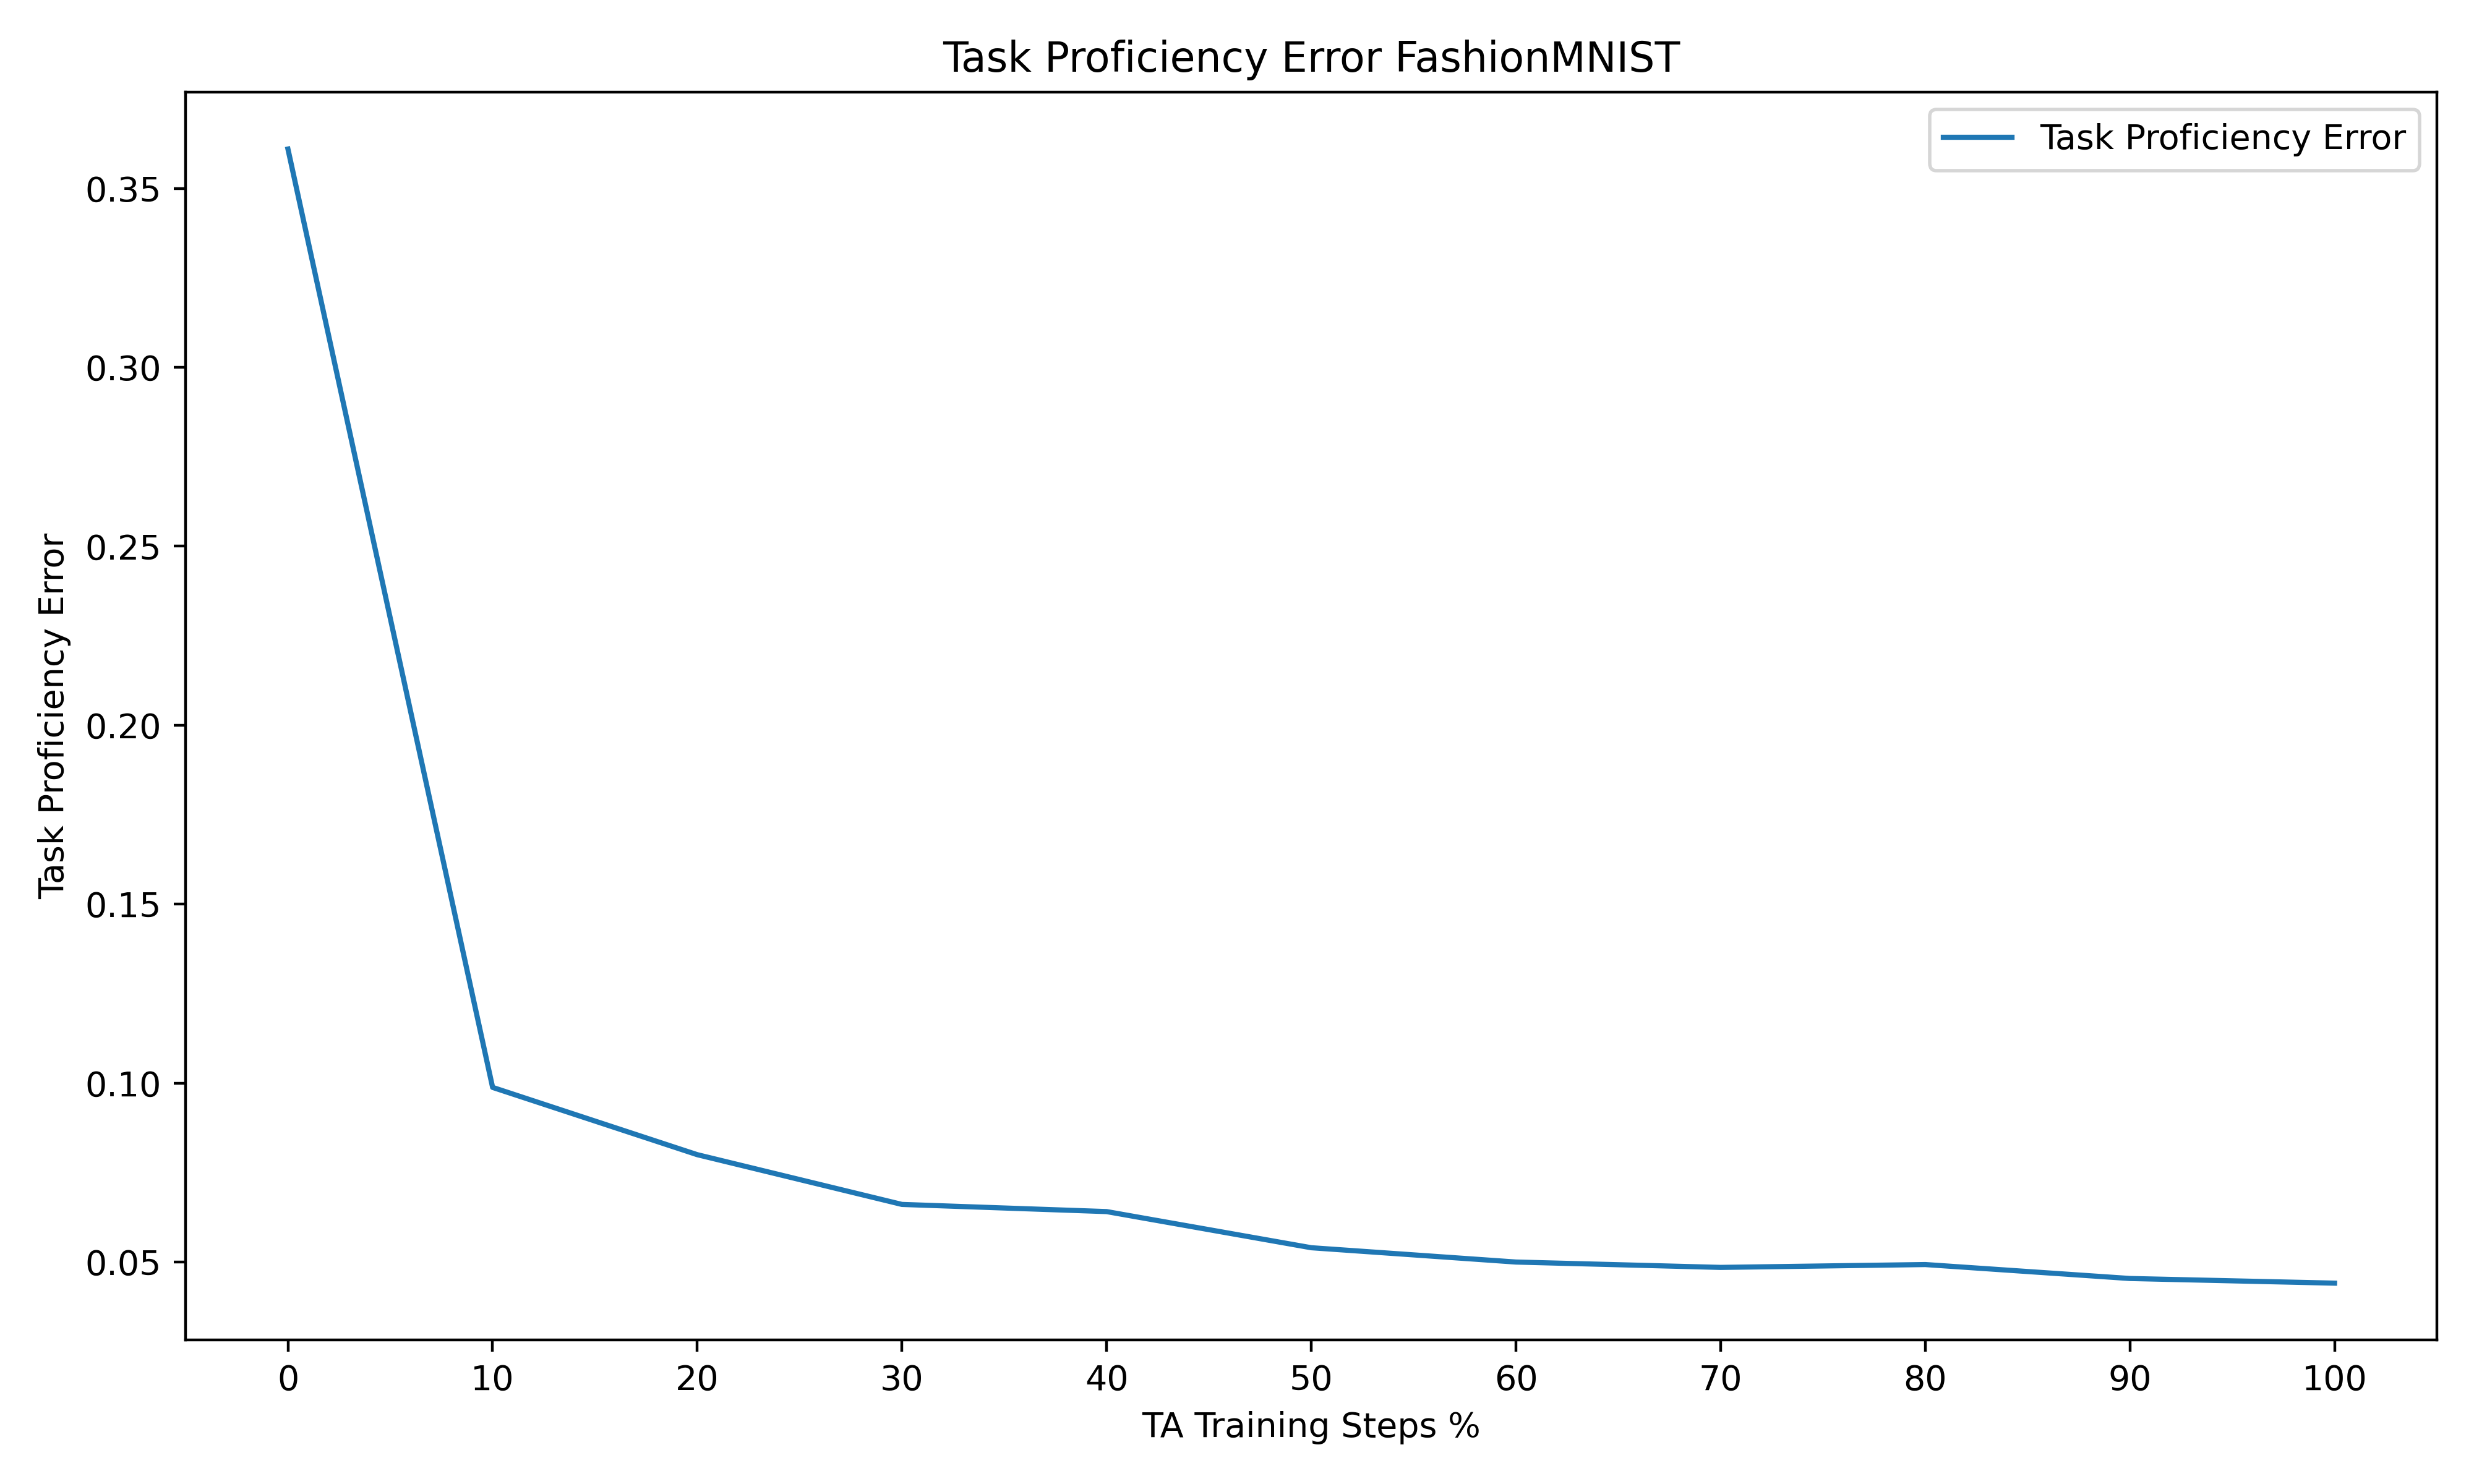 Task Proficiency Error FashionMNIST
Task Proficiency Error
0.35
0.30
0.25
0.20
0.15
0.10
0.05
Task Proficiency Error
0 10 20 30 40 50 60 70 80 90 100
TA Training Steps %